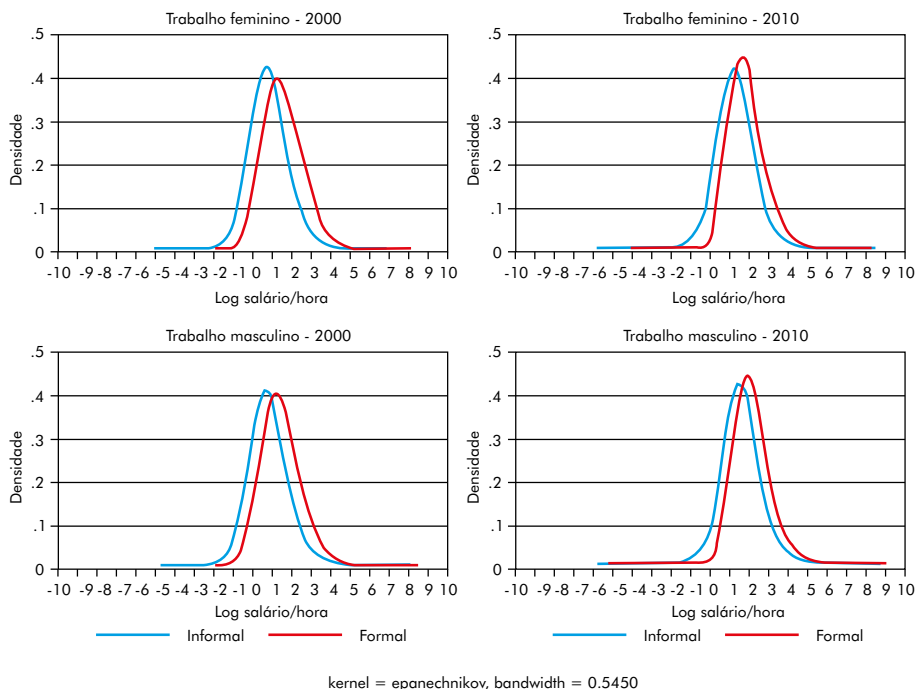 Trabalho feminino - 2000
.5
.4
.3
.2
.1
0
Densidade
-10 -9 -8 -7 -6 -5 -4 -3 -2 -1 0 1 2 3 4 5 6 7 8 9 10
Log salário/hora
Trabalho feminino - 2010
.5
.4
.3
.2
.1
0
Densidade
-10 -9 -8 -7 -6 -5 -4 -3 -2 -1 0 1 2 3 4 5 6 7 8 9 10
Log salário/hora
Trabalho masculino - 2000
.5
.4
.3
.2
.1
0
Densidade
-10 -9 -8 -7 -6 -5 -4 -3 -2 -1 0 1 2 3 4 5 6 7 8 9 10
Log salário/hora
Informal Formal
Trabalho masculino - 2010
.5
.4
.3
.2
.1
0
Densidade
-10 -9 -8 -7 -6 -5 -4 -3 -2 -1 0 1 2 3 4 5 6 7 8 9 10
Log salário/hora
Informal Formal
kernel = epanechnikov, bandwidth = 0.5450